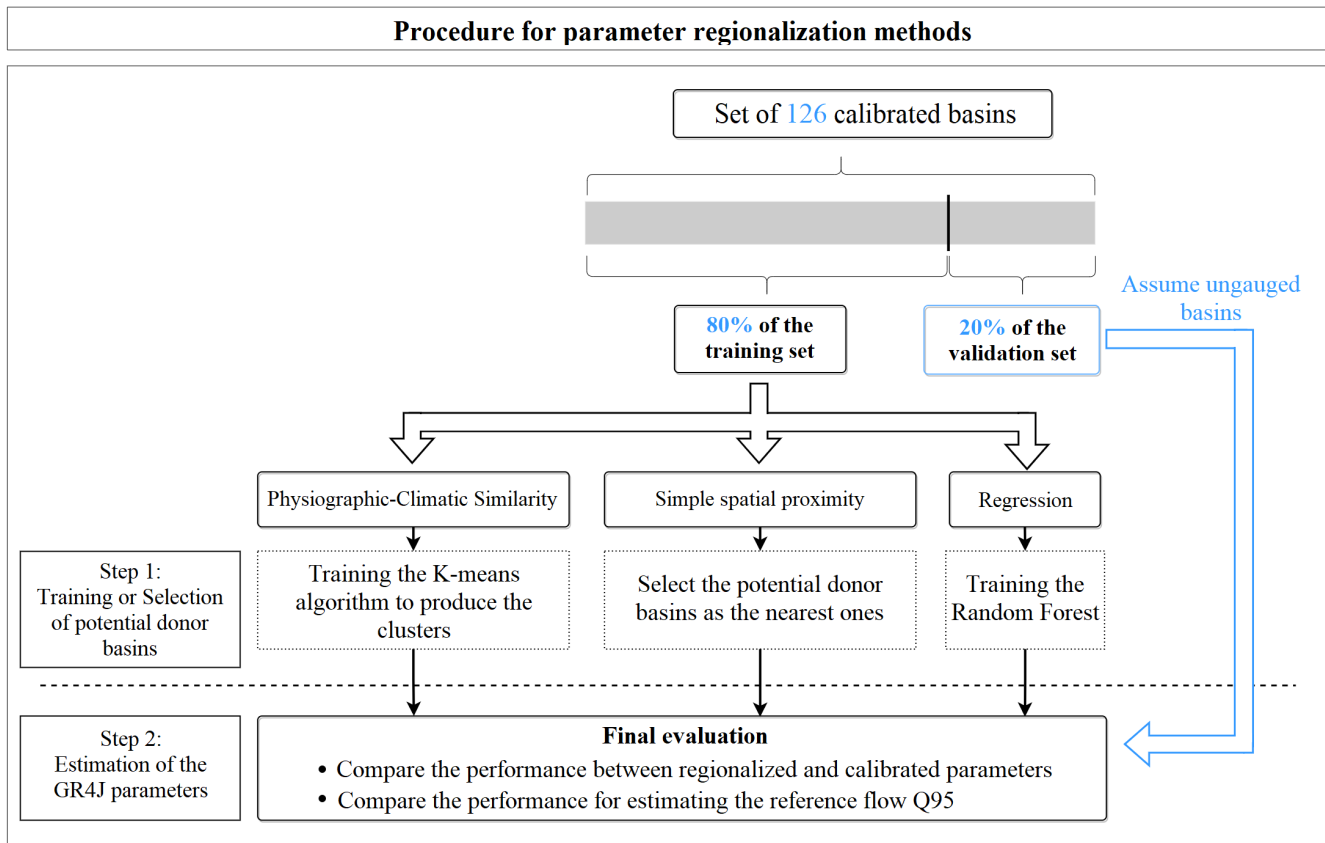 Procedure for parameter regionalization methods
Set of 126 calibrated basins
Assume ungauged
basins
80% of the
training set
20% of the
validation set
Physiographic-Climatic Similarity
Simple spatial proximity
Regression
Step 1:
Training or Selection
of potential donor
basins
Training the K-means
algorithm to produce the
clusters
Select the potential donor
basins as the nearest ones
Training the
Random Forest
Step 2:
Estimation of the
GR4J parameters
Final evaluation
• Compare the performance between regionalized and calibrated parameters
• Compare the performance for estimating the reference flow Q95